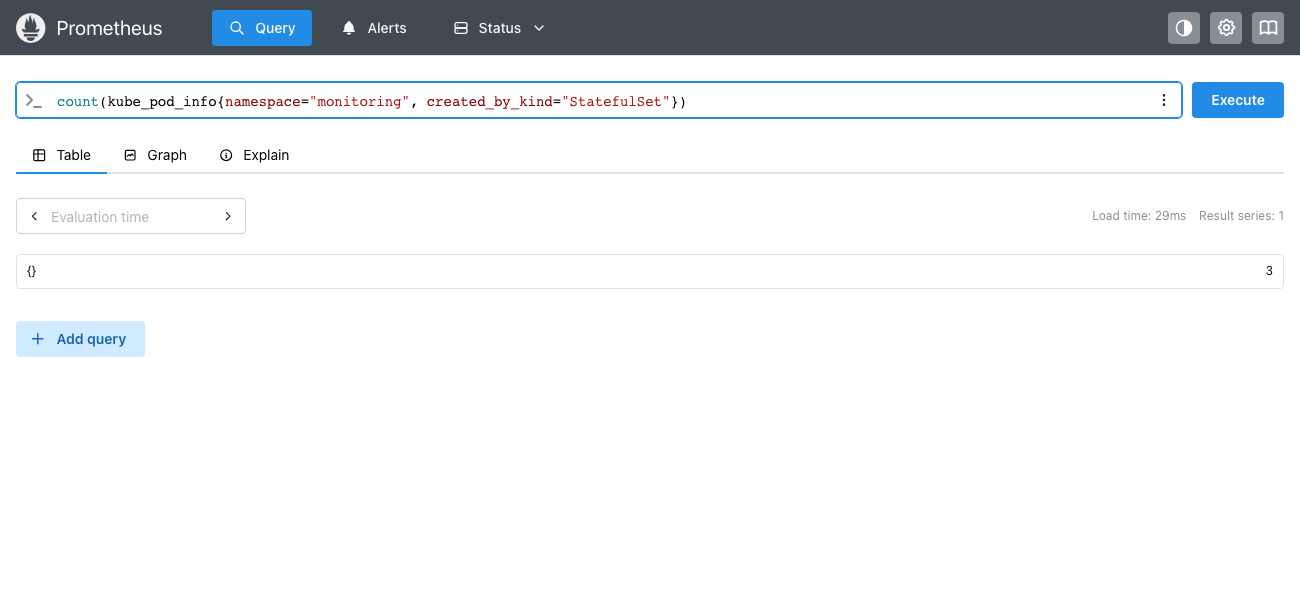 Prometheus Query Alerts Status
>_ count(kube_pod_info{namespace="monitoring", created_by_kind="StatefulSet"}) Execute
Table Graph Explain
Evaluation time Load time: 29ms Result series: 1
{} 3
Add query